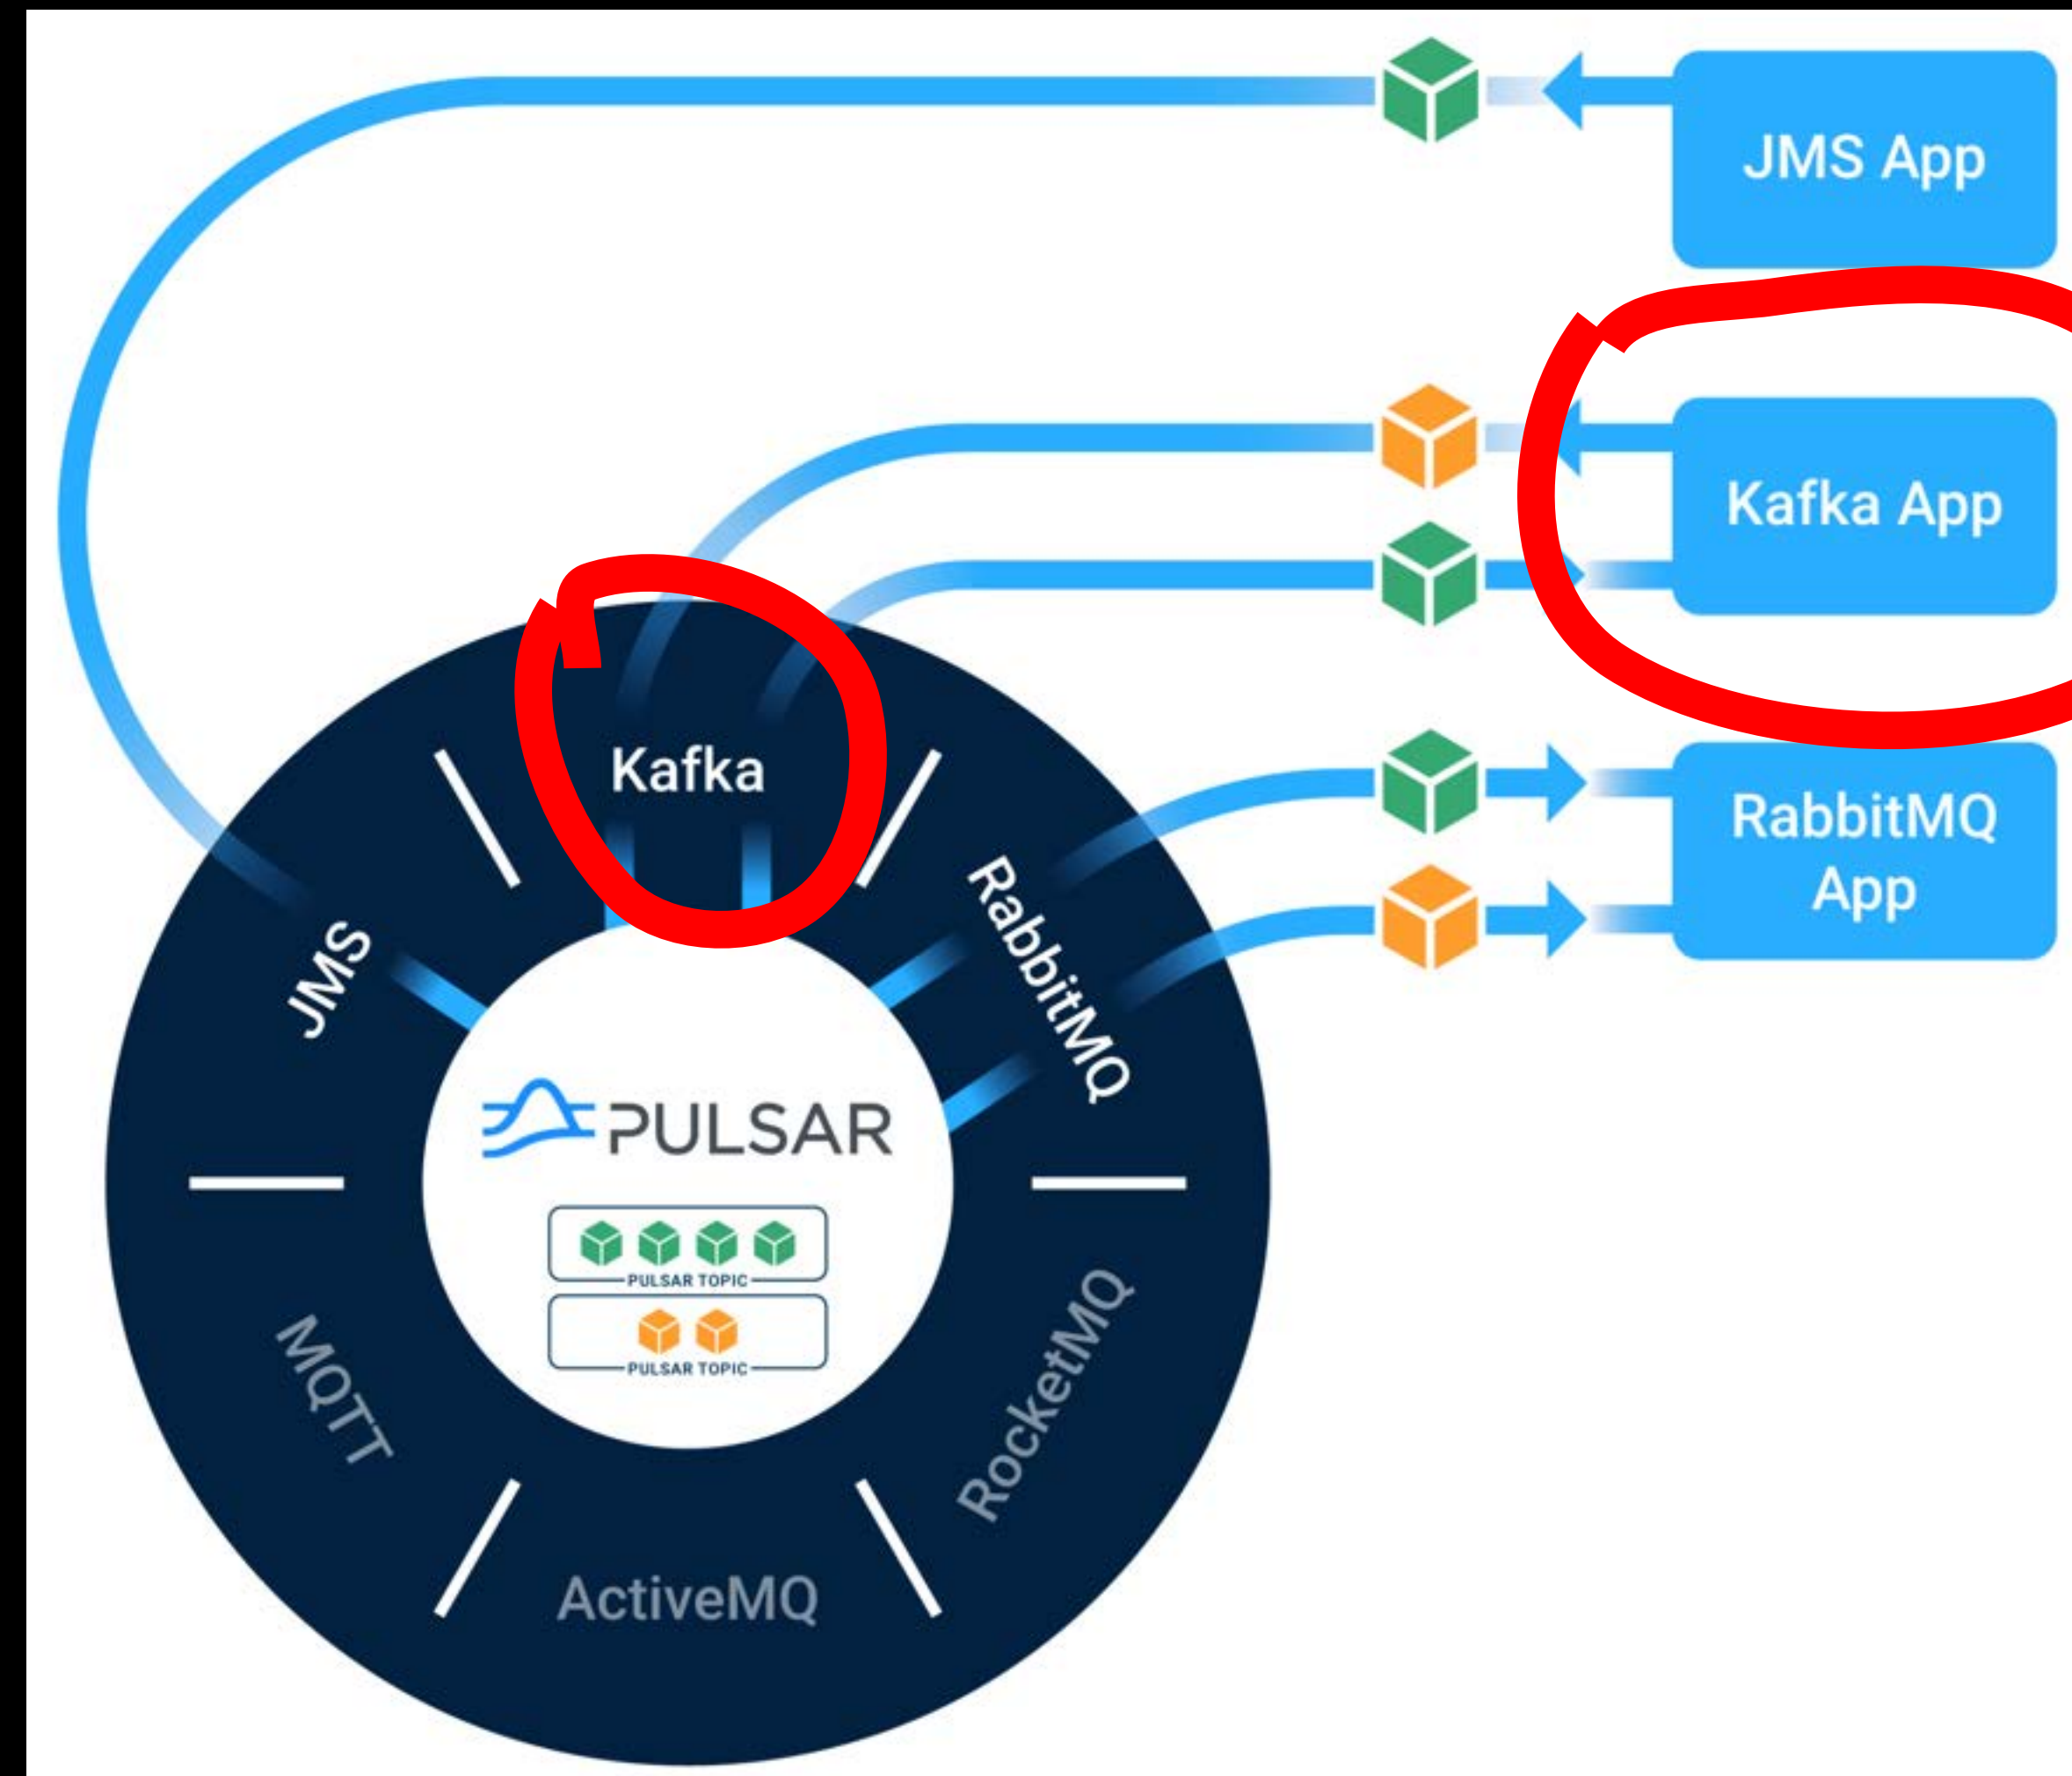 JMS App
Kafka App
RabbitMQ
App
Kafka
JMS
RabbitMQ
PULSAR
PULSAR TOPIC
PULSAR TOPIC
MQTT
RocketMQ
ActiveMQ